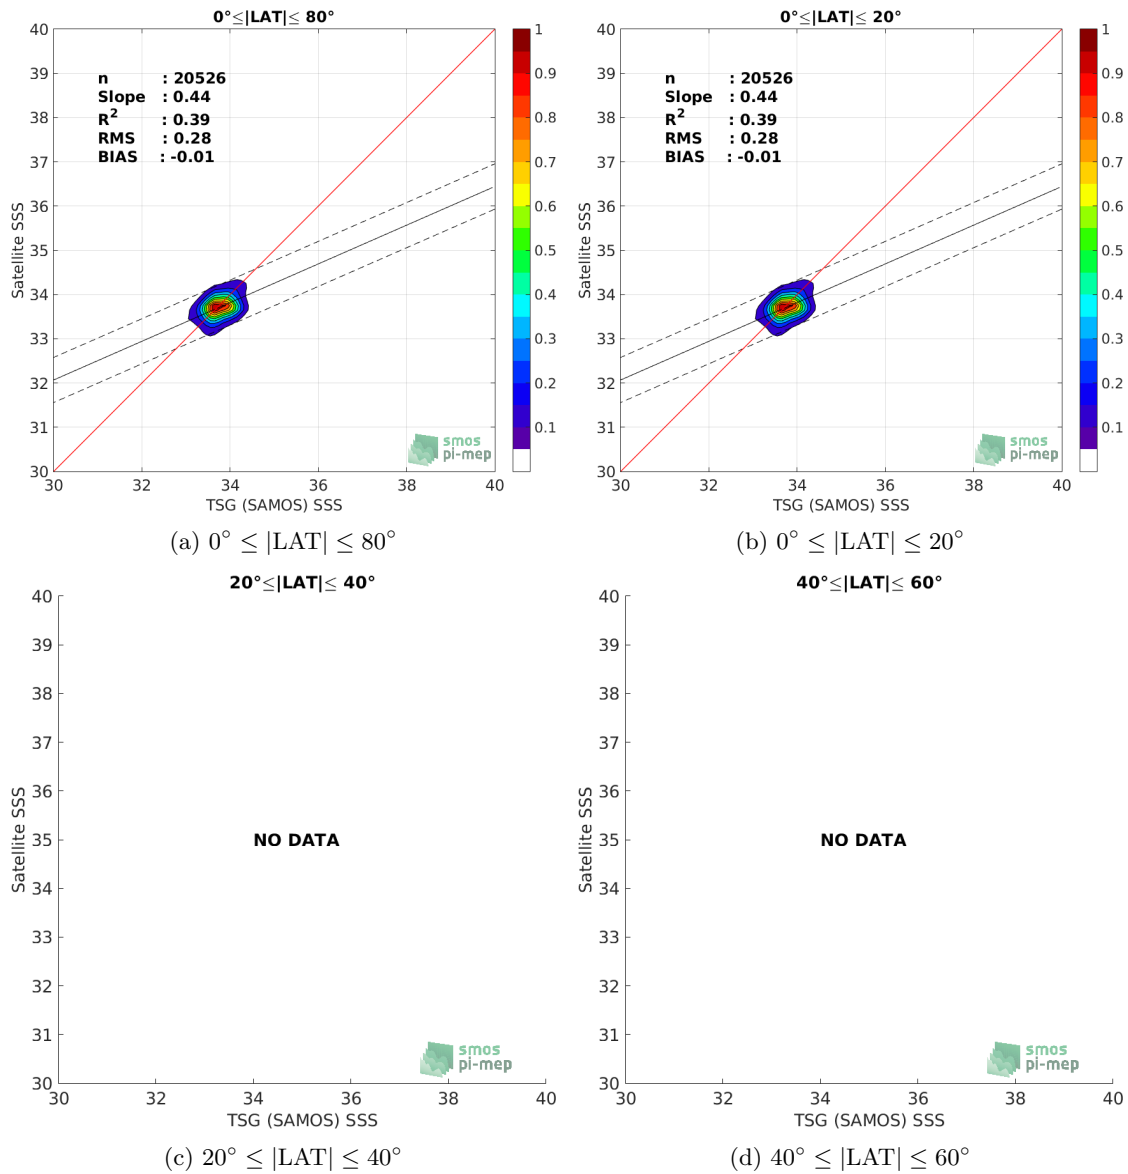 0°≤|LAT|≤ 80°
40
39
38
37
36
35
34
33
32
31
30
Satellite SSS
n : 20526
Slope : 0.44
R² : 0.39
RMS : 0.28
BIAS : -0.01
smos
pi-mep
30 32 34 36 38 40
TSG (SAMOS) SSS
1
0.9
0.8
0.7
0.6
0.5
0.4
0.3
0.2
0.1
(a) 0° ≤ |LAT| ≤ 80°
0°≤|LAT|≤ 20°
40
39
38
37
36
35
34
33
32
31
30
Satellite SSS
n : 20526
Slope : 0.44
R² : 0.39
RMS : 0.28
BIAS : -0.01
smos
pi-mep
30 32 34 36 38 40
TSG (SAMOS) SSS
1
0.9
0.8
0.7
0.6
0.5
0.4
0.3
0.2
0.1
(b) 0° ≤ |LAT| ≤ 20°
20°≤|LAT|≤ 40°
40
39
38
37
36
35
34
33
32
31
30
Satellite SSS
NO DATA
smos
pi-mep
30 32 34 36 38 40
TSG (SAMOS) SSS
(c) 20° ≤ |LAT| ≤ 40°
40°≤|LAT|≤ 60°
40
39
38
37
36
35
34
33
32
31
30
Satellite SSS
NO DATA
smos
pi-mep
30 32 34 36 38 40
TSG (SAMOS) SSS
(d) 40° ≤ |LAT| ≤ 60°